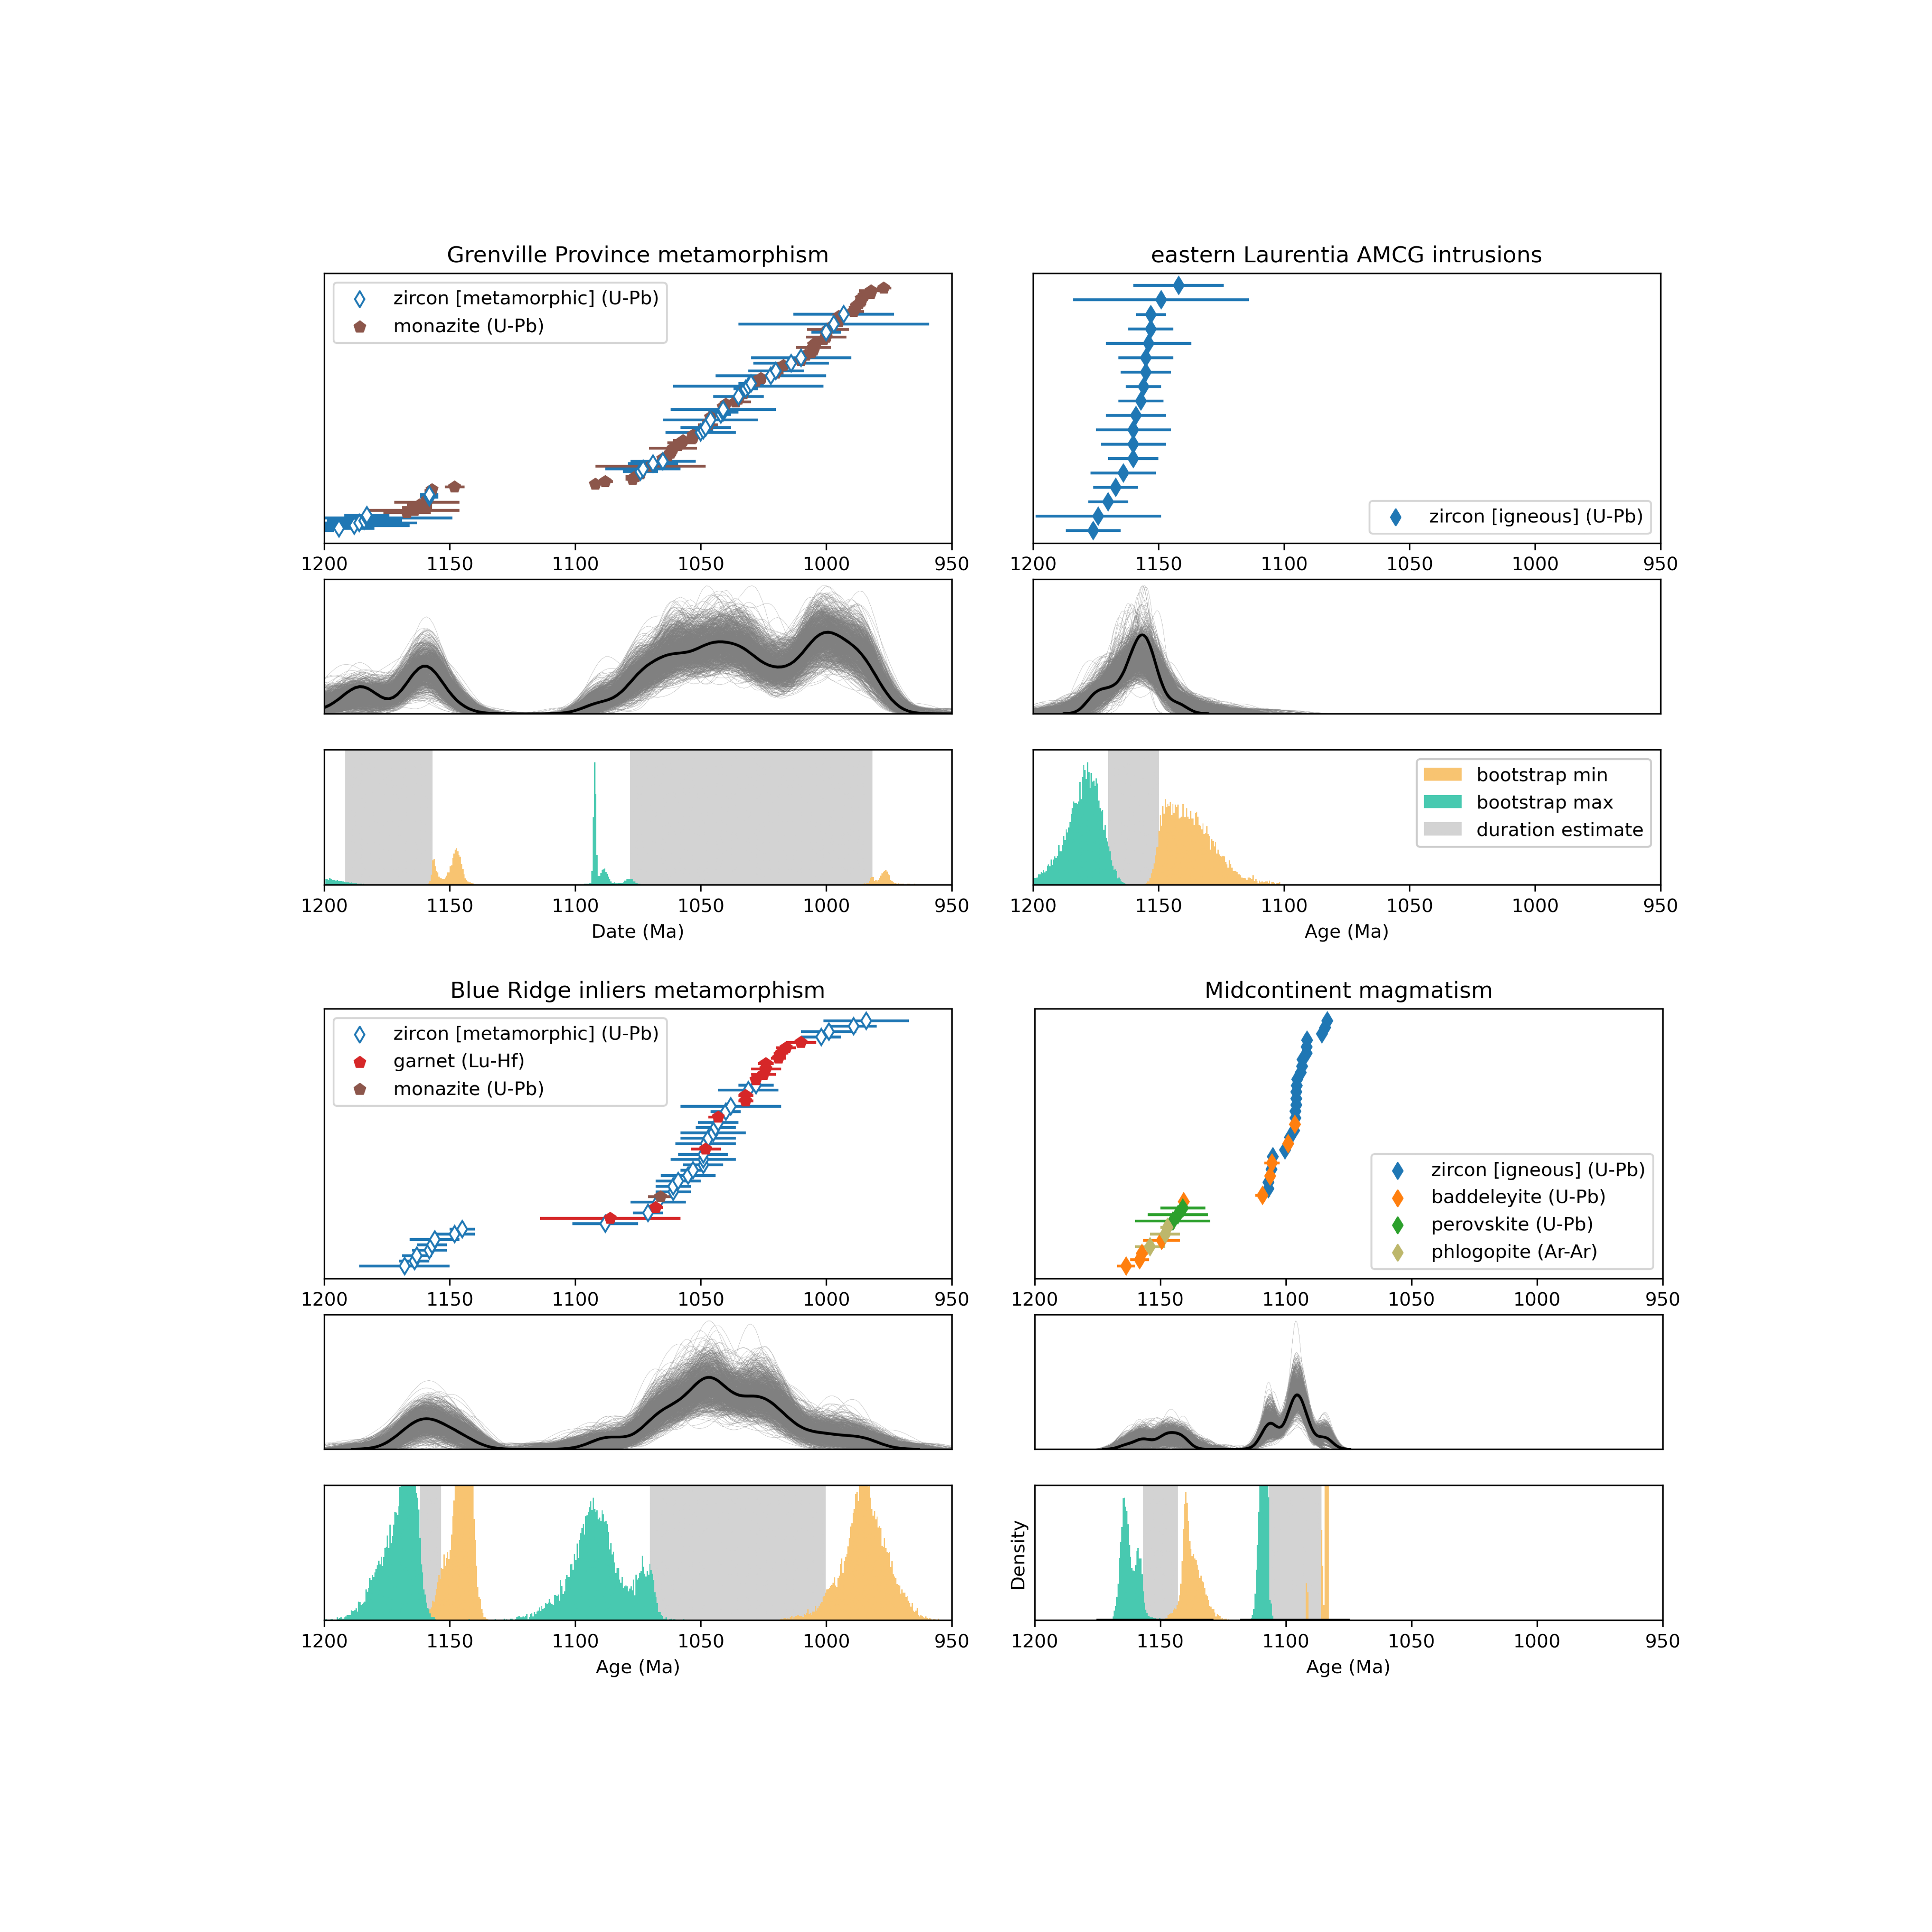 Grenville Province metamorphism
zircon [metamorphic] (U-Pb)
monazite (U-Pb)
1200 1150 1100 1050 1000 950
Date (Ma)
1200 1150 1100 1050 1000 950
eastern Laurentia AMCG intrusions
zircon [igneous] (U-Pb)
1200 1150 1100 1050 1000 950
bootstrap min
bootstrap max
duration estimate
1200 1150 1100 1050 1000 950
Age (Ma)
Blue Ridge inliers metamorphism
zircon [metamorphic] (U-Pb)
garnet (Lu-Hf)
monazite (U-Pb)
1200 1150 1100 1050 1000 950
1200 1150 1100 1050 1000 950
Age (Ma)
Midcontinent magmatism
zircon [igneous] (U-Pb)
baddeleyite (U-Pb)
perovskite (U-Pb)
phlogopite (Ar-Ar)
1200 1150 1100 1050 1000 950
Density
1200 1150 1100 1050 1000 950
Age (Ma)